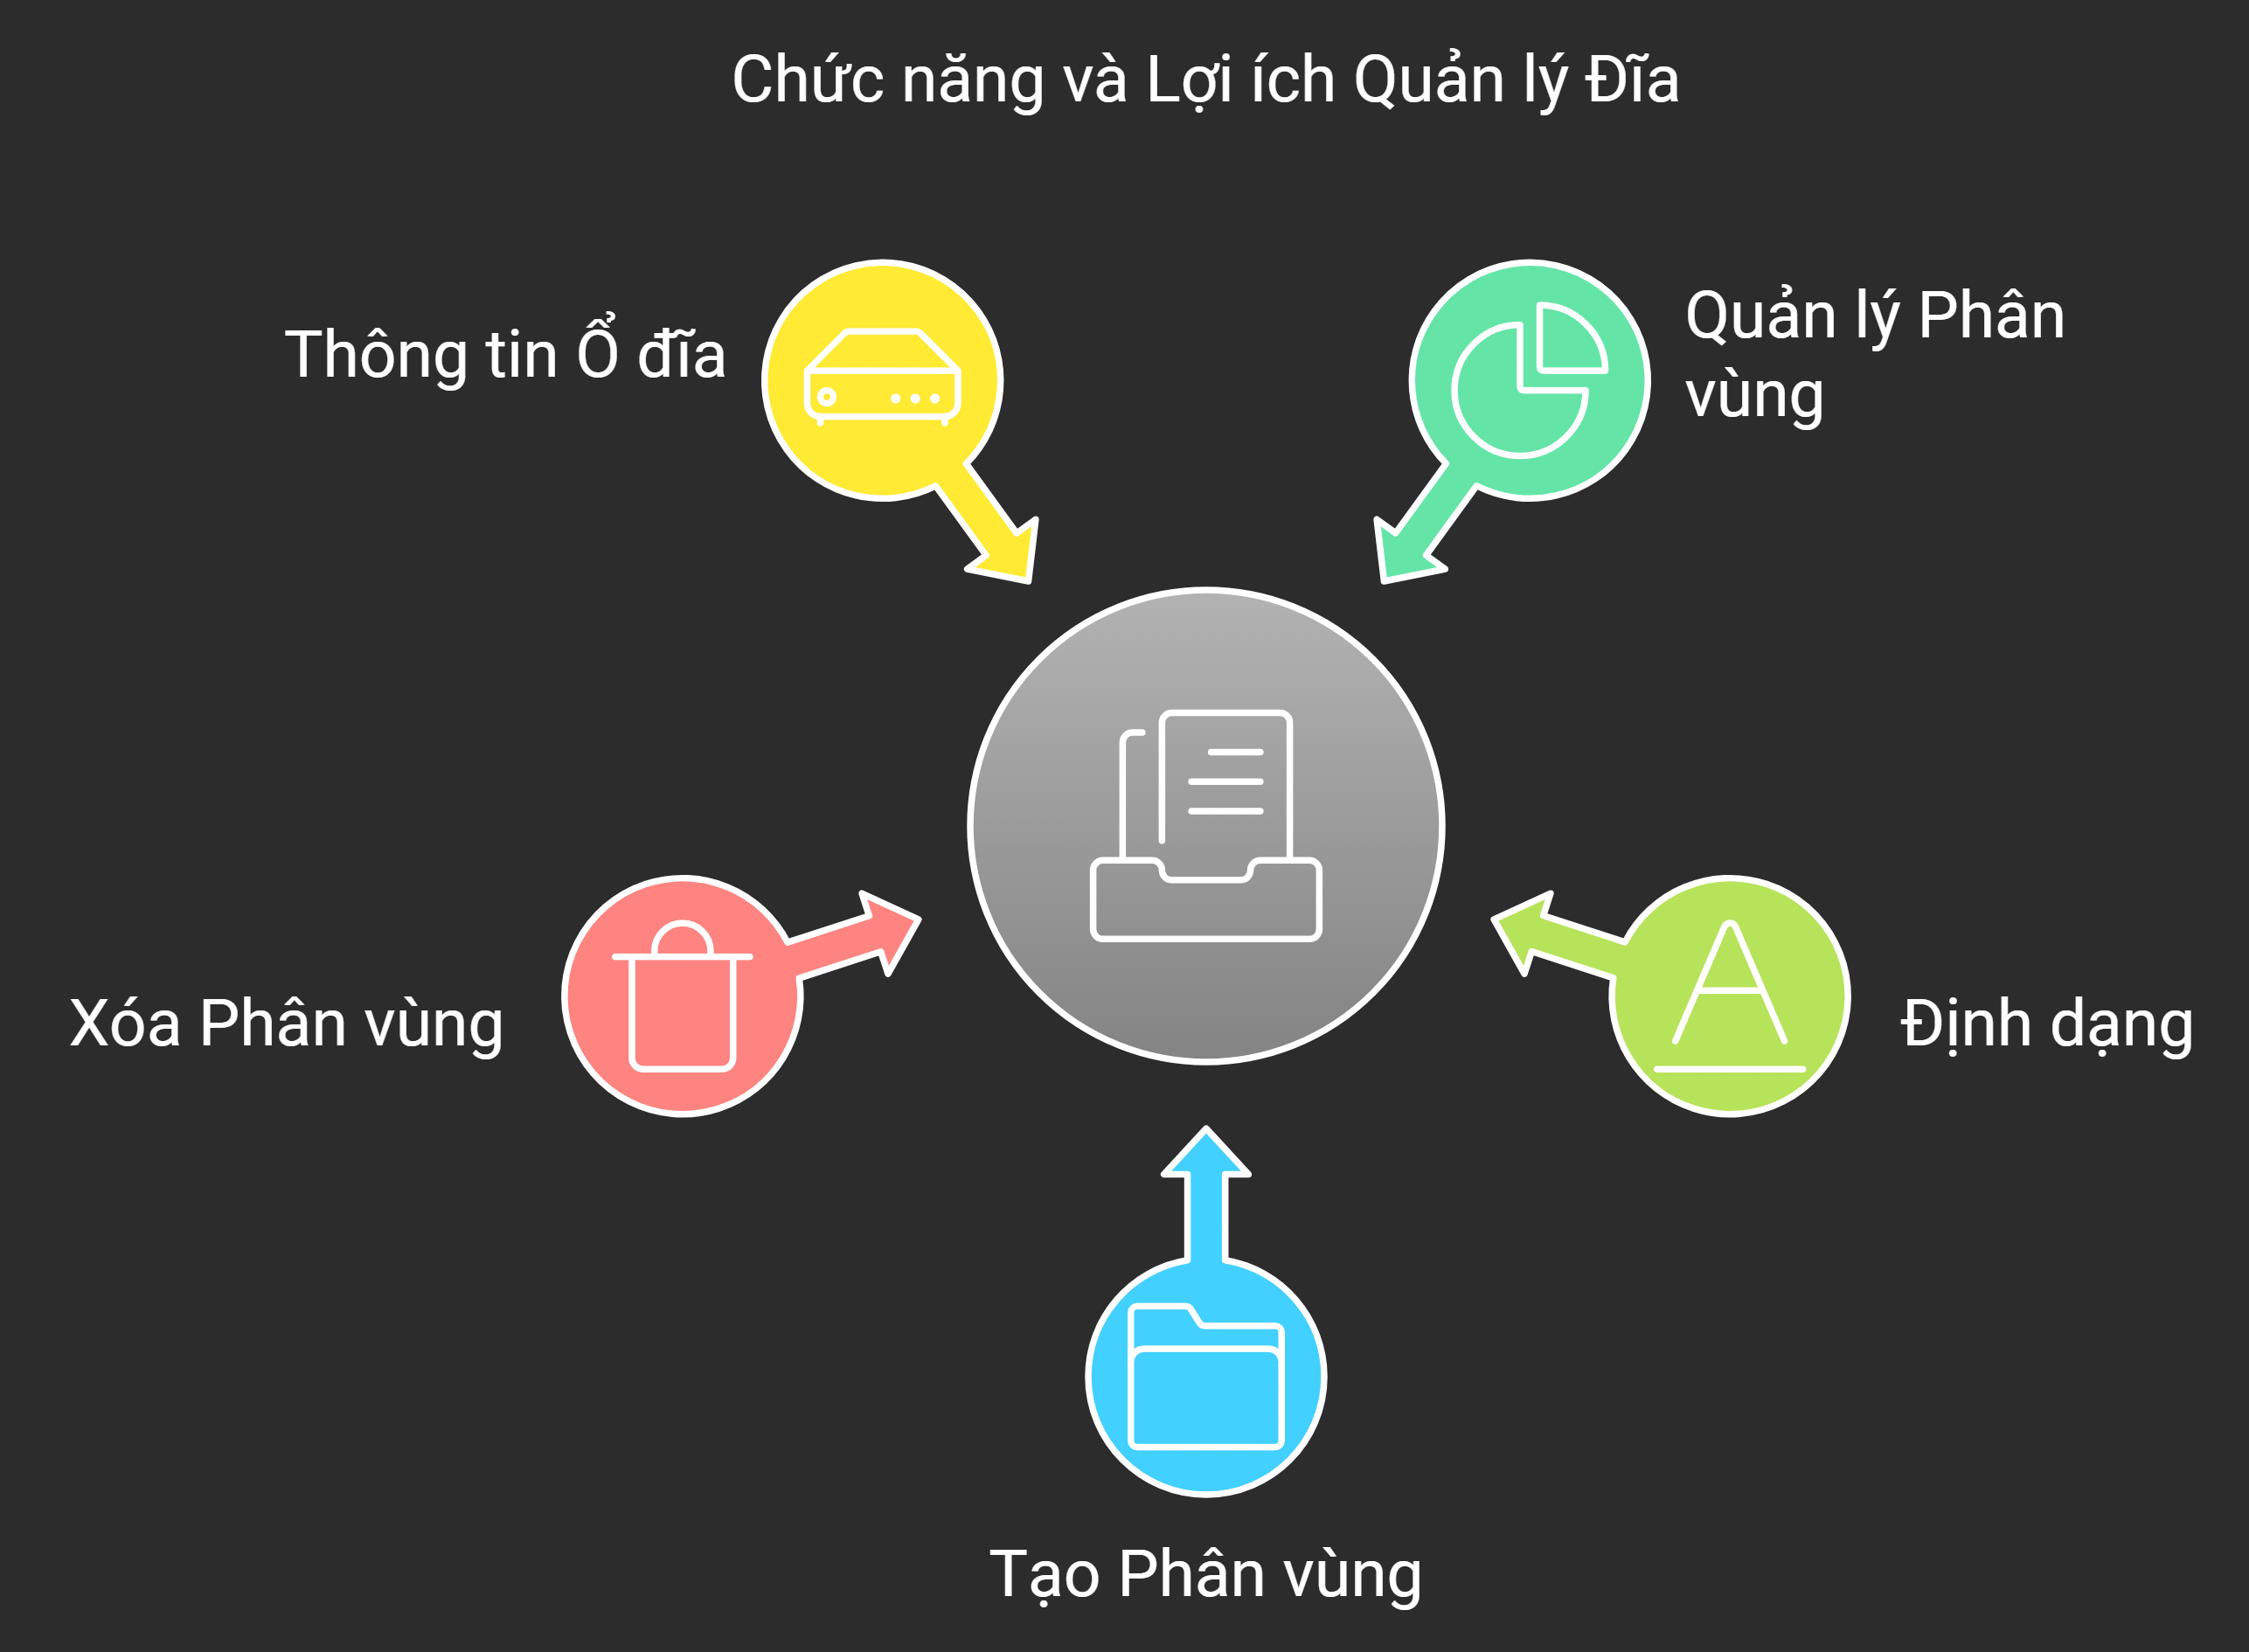 Chức năng và Lợi ích Quản lý Đĩa
Thông tin Ổ đĩa
Quản lý Phân
vùng
Xóa Phân vùng
Định dạng
Tạo Phân vùng